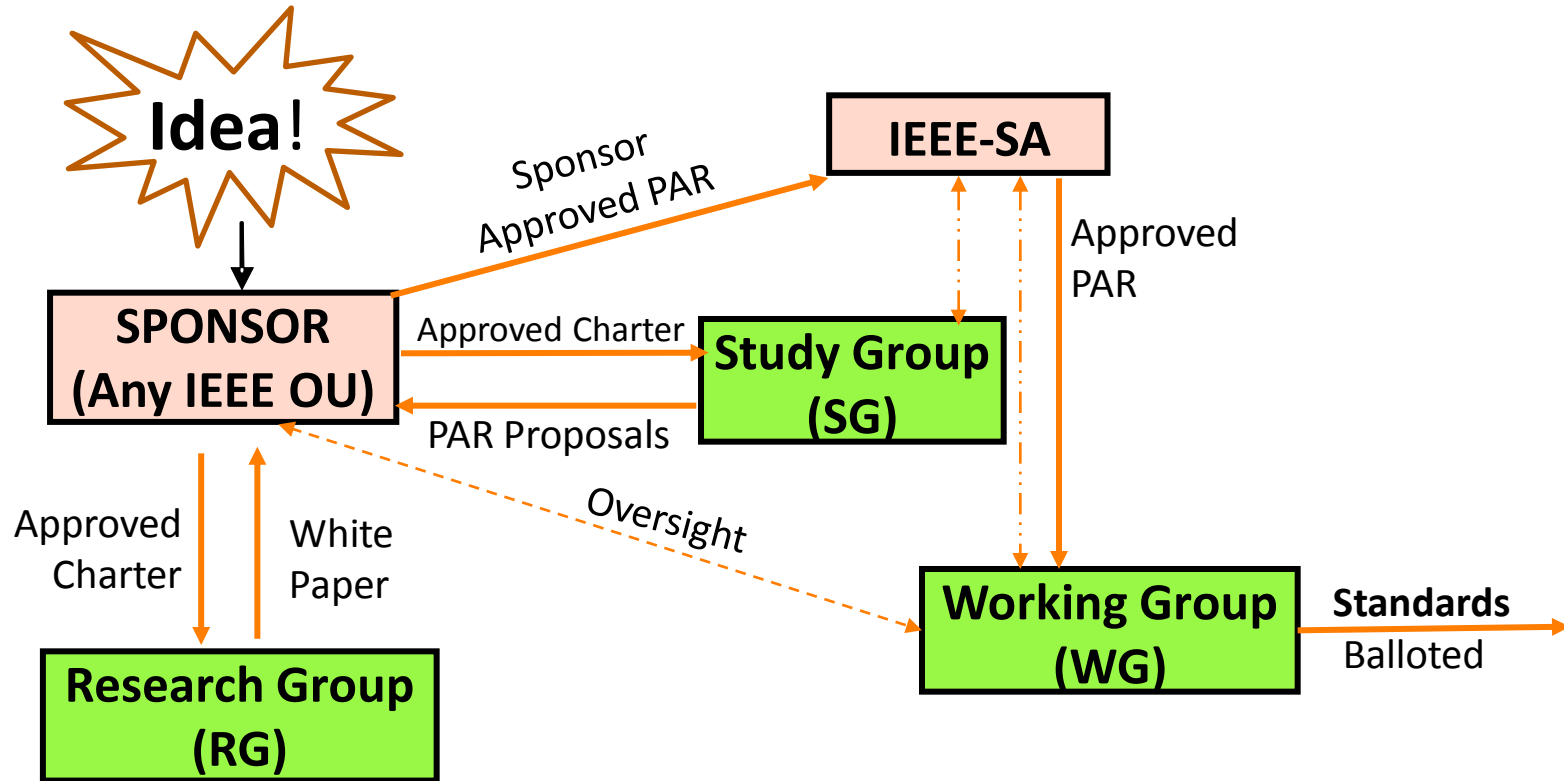 Idea!
Sponsor
Approved PAR
IEEE-SA
Approved
PAR
SPONSOR
(Any IEEE OU)
Approved Charter
Study Group
(SG)
PAR Proposals
Oversight
Approved
Charter
White
Paper
Working Group
(WG)
Standards
Balloted
Research Group
(RG)